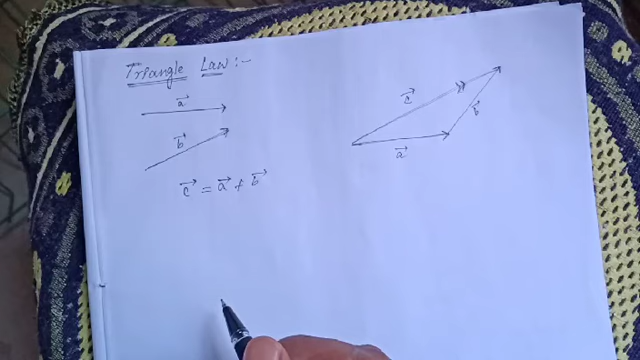 Triangle Law :-
a⃗
b⃗
c⃗ = a⃗ + b⃗
c⃗
b⃗
a⃗